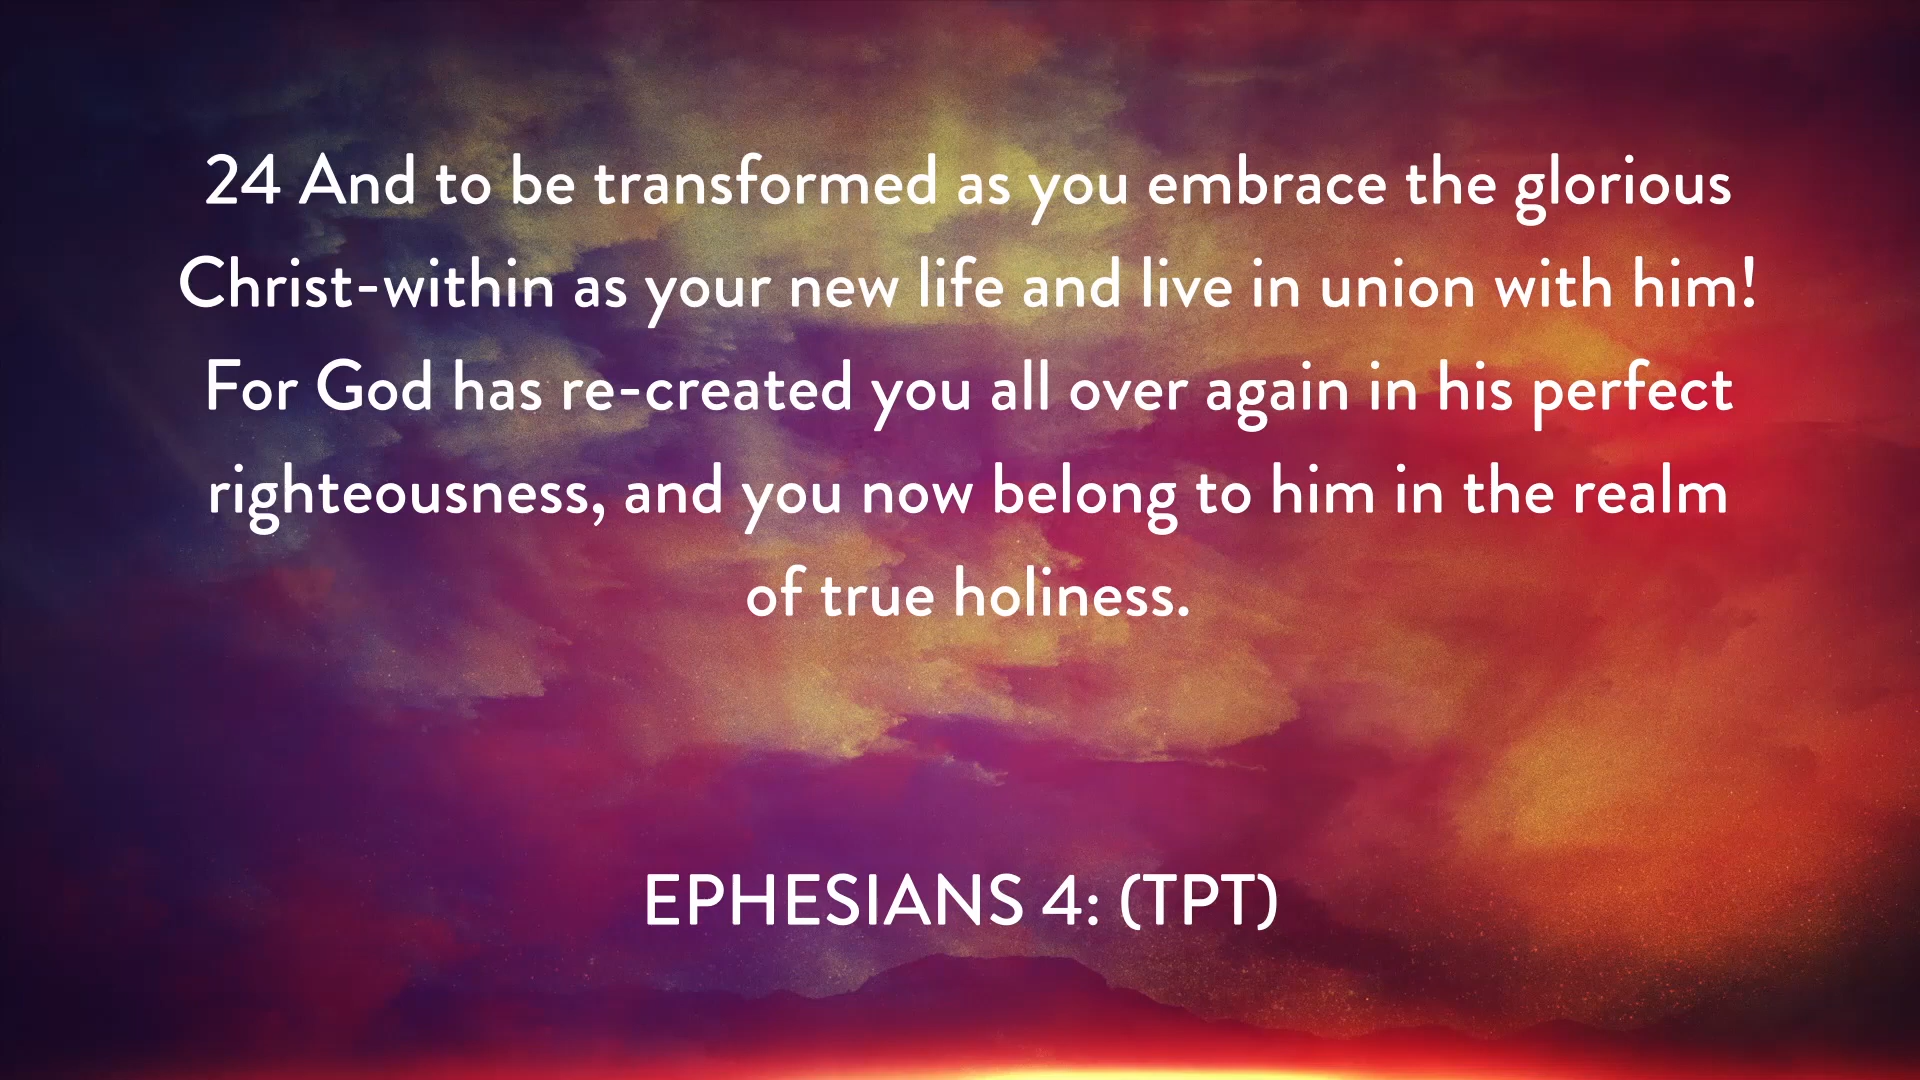 24 And to be transformed as you embrace the glorious
Christ-within as your new life and live in union with him!
For God has re-created you all over again in his perfect
righteousness, and you now belong to him in the realm
of true holiness.
EPHESIANS 4: (TPT)